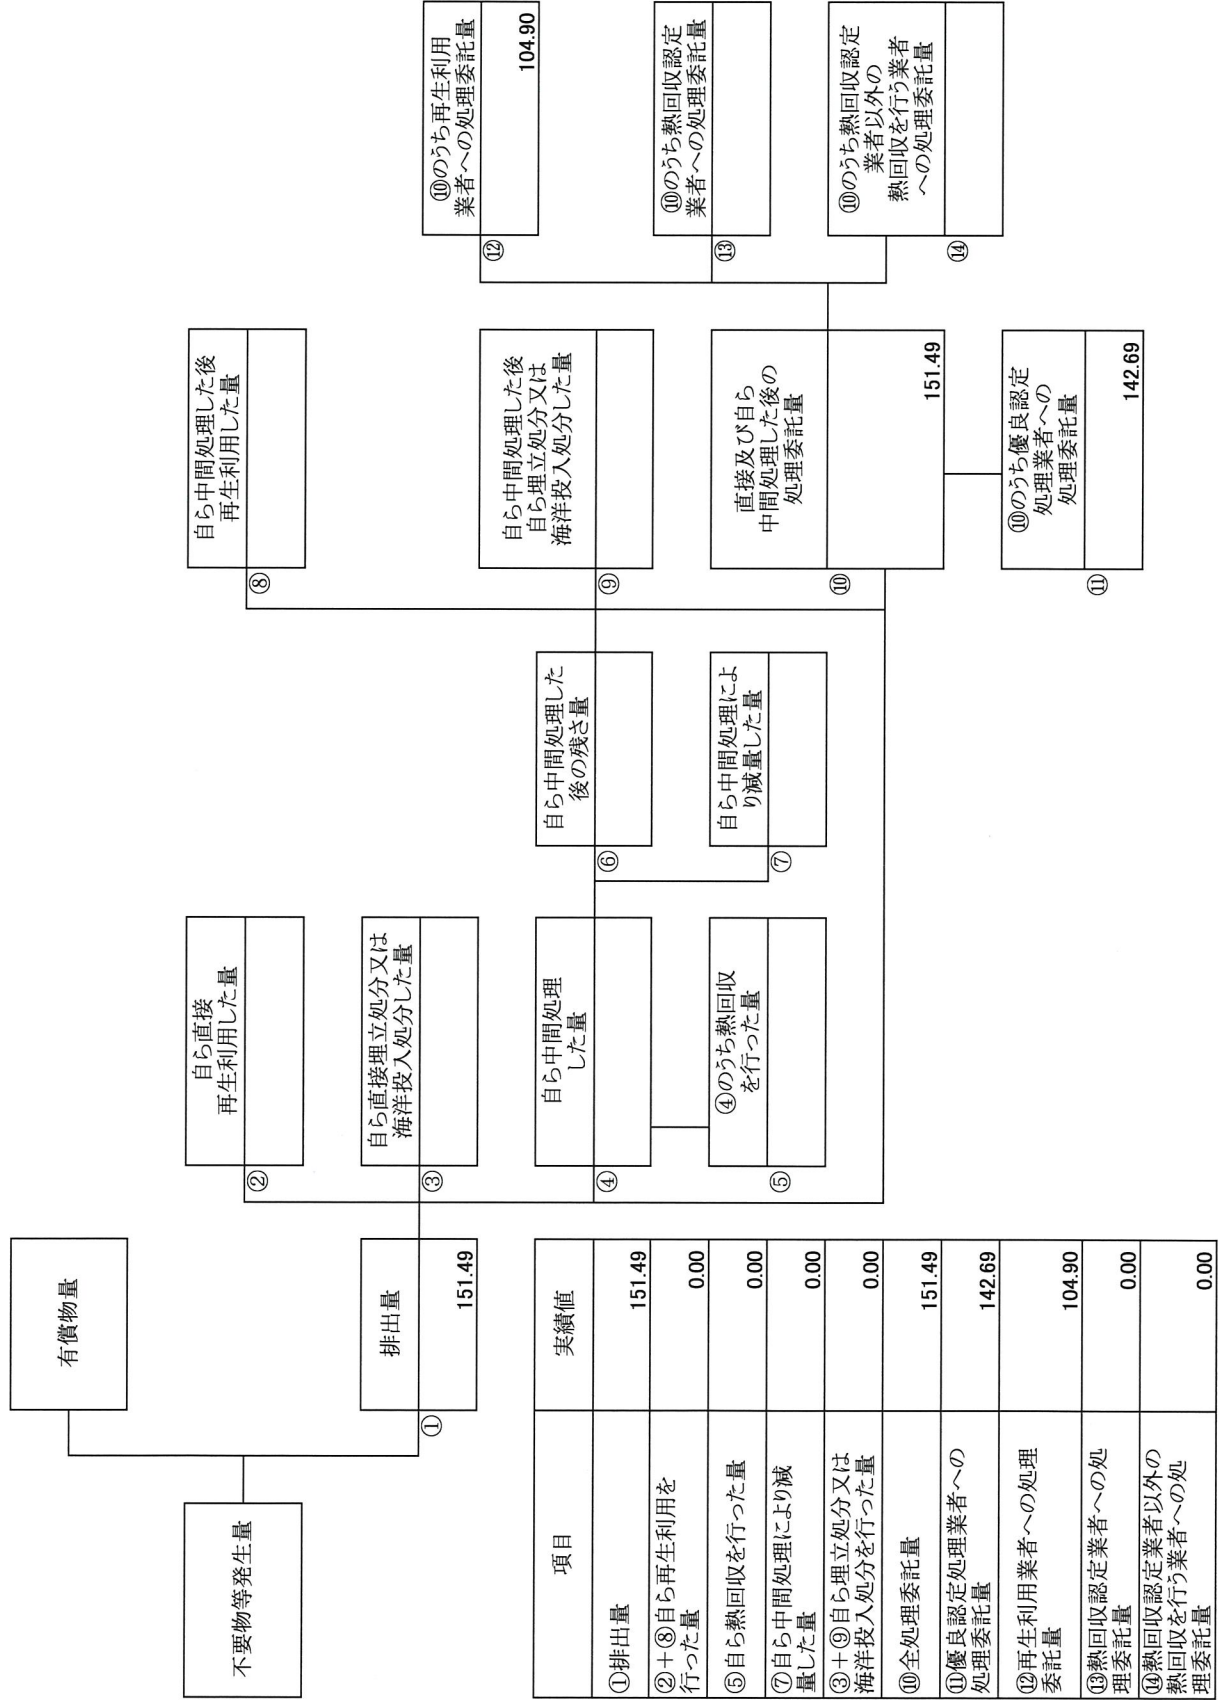 不要物等発生量
有償物量
①
排出量
151.49
②
自ら直接
再生利用した量
③
自ら直接埋立処分又は
海洋投入処分した量
④
自ら中間処理
した量
⑤
④のうち熱回収
を行った量
⑥
自ら中間処理した
後の残さ量
⑦
自ら中間処理によ
り減量した量
⑧
自ら中間処理した後
再生利用した量
⑨
自ら中間処理した後
自ら埋立処分又は
海洋投入処分した量
⑩
直接及び自ら
中間処理した後の
処理委託量
151.49
⑪
⑩のうち優良認定
処理業者への
処理委託量
142.69
⑫
⑩のうち再生利用
業者への処理委託量
104.90
⑬
⑩のうち熱回収認定
業者への処理委託量
⑭
⑩のうち熱回収認定
業者以外の
熱回収を行う業者
への処理委託量
項目 実績値
①排出量 151.49
②+⑧自ら再生利用を
行った量 0.00
⑤自ら熱回収を行った量 0.00
⑦自ら中間処理により減
量した量 0.00
③+⑨自ら埋立処分又は
海洋投入処分を行った量 0.00
⑩全処理委託量 151.49
⑪優良認定処理業者への
処理委託量 142.69
⑫再生利用業者への処理
委託量 104.90
⑬熱回収認定業者への処
理委託量 0.00
⑭熱回収認定業者以外の
熱回収を行う業者への処
理委託量 0.00